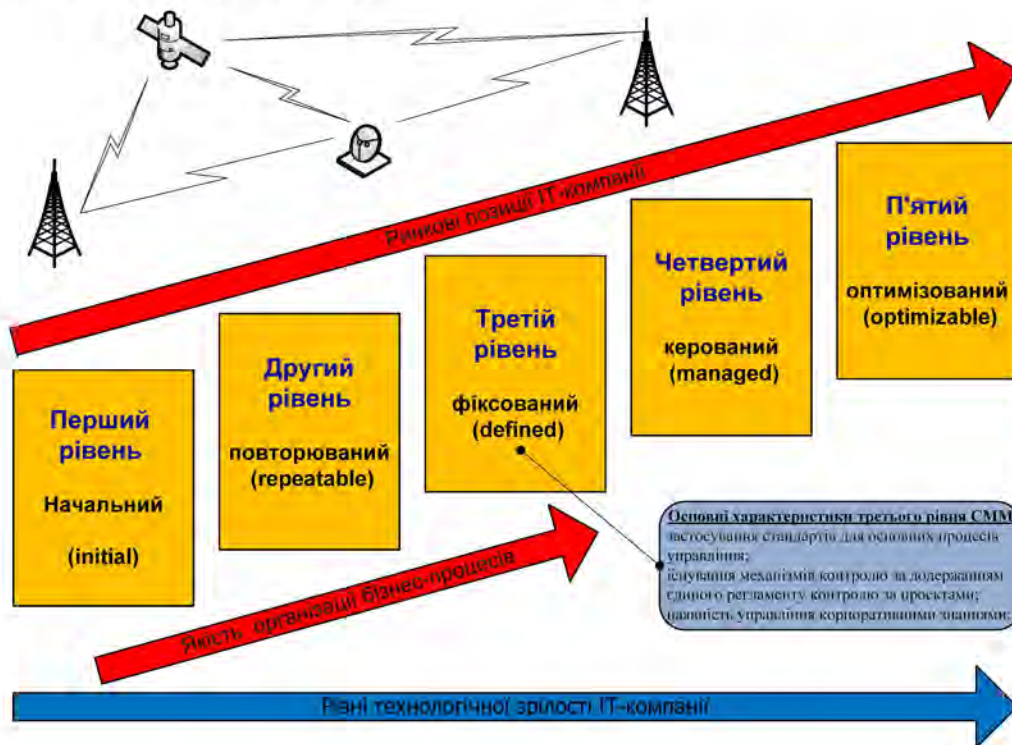 Ринкові позиції ІТ-компанії
П'ятий
рівень
оптимізований
(optimizable)
Четвертий
рівень
керований
(managed)
Третій
рівень
фіксований
(defined)
Другий
рівень
повторюваний
(repeatable)
Перший
рівень
Начальний
(initial)
Основні характеристики третього рівня СММ
застосування стандартів для основних процесів
управління;
існування механізмів контролю за додержанням
єдиного регламенту контролю за проєктами;
наявність управління корпоративними знаннями;
Якість організації бізнес-процесів
Рівні технологічної зрілості ІТ-компанії